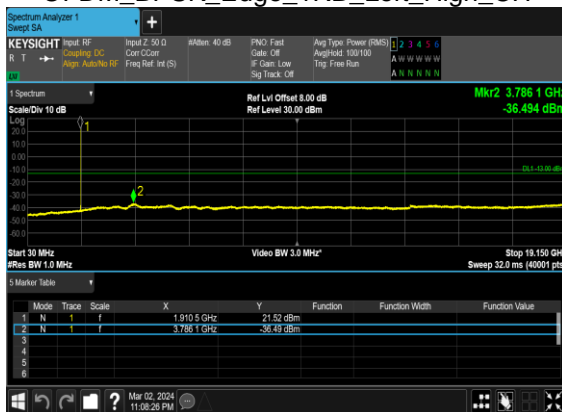 Spectrum Analyzer 1
Swept SA
+
KEYSIGHT Input: RF Input Z: 50 Ω #Atten: 40 dB PNO: Fast Avg Type: Power (RMS) 1 2 3 4 5 6
R T Coupling: DC Corr CCorr Gate: Off Avg|Hold: 100/100 A W W W W W
Align: Auto/No RF Freq Ref: Int (S) IF Gain: Low Trig: Free Run
Sig Track: Off A N N N N N
1 Spectrum
Ref Lvl Offset 8.00 dB Mkr2 3.786 1 GHz
Scale/Div 10 dB Ref Level 30.00 dBm -36.494 dBm
Log
1
20.0
10.0
0.00
-10.0
DL1 -13.00 dB
-20.0
-30.0
2
-40.0
-50.0
-60.0
Start 30 MHz Video BW 3.0 MHz* Stop 19.150 GH
#Res BW 1.0 MHz Sweep 32.0 ms (40001 pts
5 Marker Table
Mode Trace Scale X Y Function Function Width Function Value
1 N 1 f 1.910 5 GHz 21.52 dBm
2 N 1 f 3.786 1 GHz -36.49 dBm
3
4
5
6
?
Mar 02, 2024
11:08:26 PM